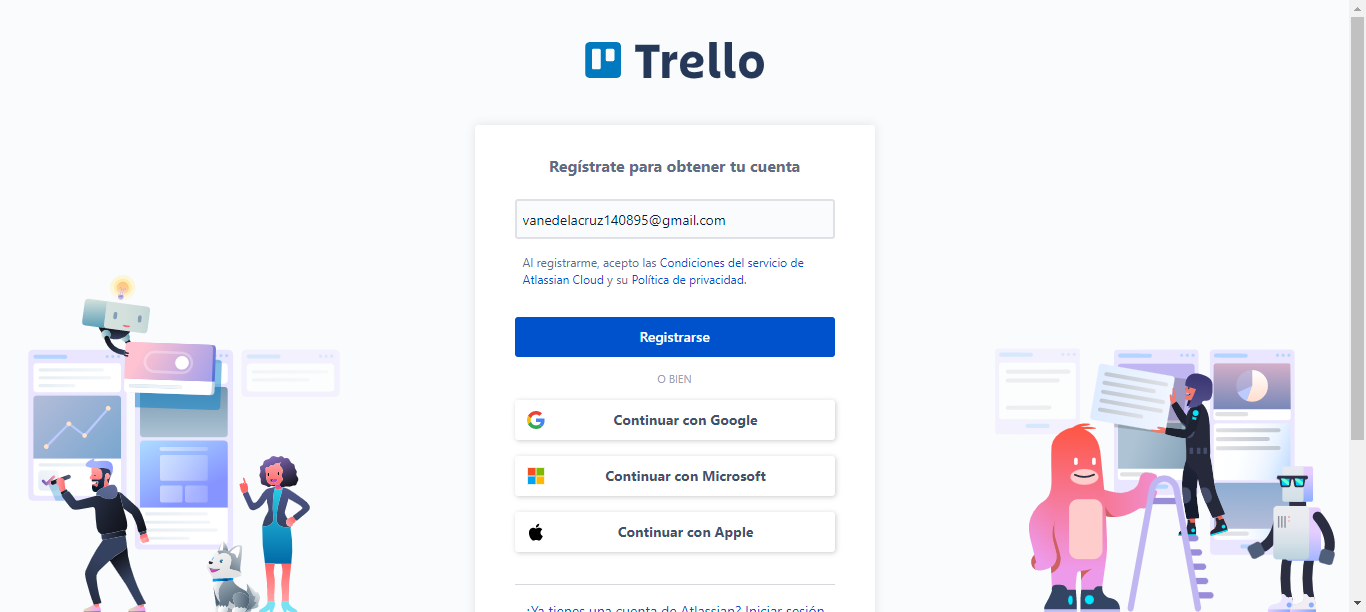 Trello
Regístrate para obtener tu cuenta
vanedelacruz140895@gmail.com
Al registrarme, acepto las Condiciones del servicio de
Atlassian Cloud y su Política de privacidad.
Registrarse
O BIEN
Continuar con Google
Continuar con Microsoft
Continuar con Apple
¿Ya tienes una cuenta de Atlassian? Iniciar sesión